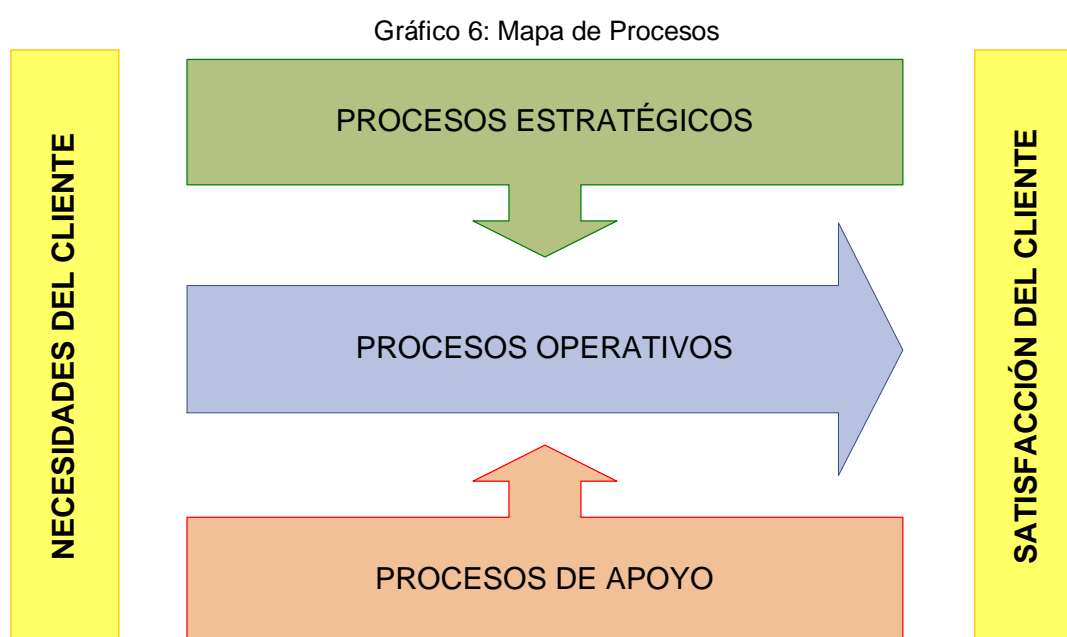 Gráfico 6: Mapa de Procesos
NECESIDADES DEL CLIENTE
PROCESOS ESTRATÉGICOS
PROCESOS OPERATIVOS
PROCESOS DE APOYO
SATISFACCIÓN DEL CLIENTE